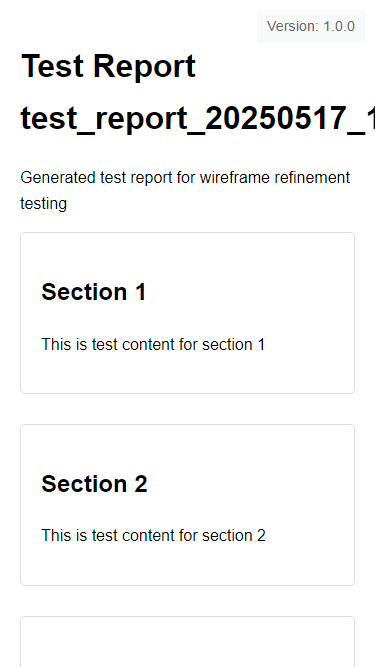 Version: 1.0.0
Test Report
test_report_20250517_1
Generated test report for wireframe refinement
testing
Section 1
This is test content for section 1
Section 2
This is test content for section 2